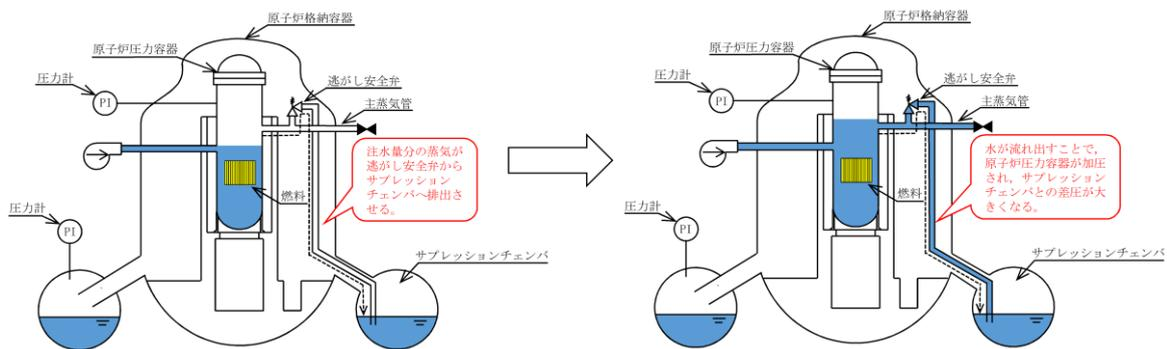 原子炉格納容器
原子炉圧力容器
圧力計
PI
逃がし安全弁
主蒸気管
注水量分の蒸気が
逃がし安全弁から
サプレッション
チェンバへ排出さ
せる。
燃料
圧力計
PI
サプレッションチェンバ
原子炉格納容器
原子炉圧力容器
圧力計
PI
逃がし安全弁
主蒸気管
水が流れ出すことで,
原子炉圧力容器が加圧
され, サプレッション
チェンバとの差圧が大
きくなる。
燃料
圧力計
PI
サプレッションチェンバ